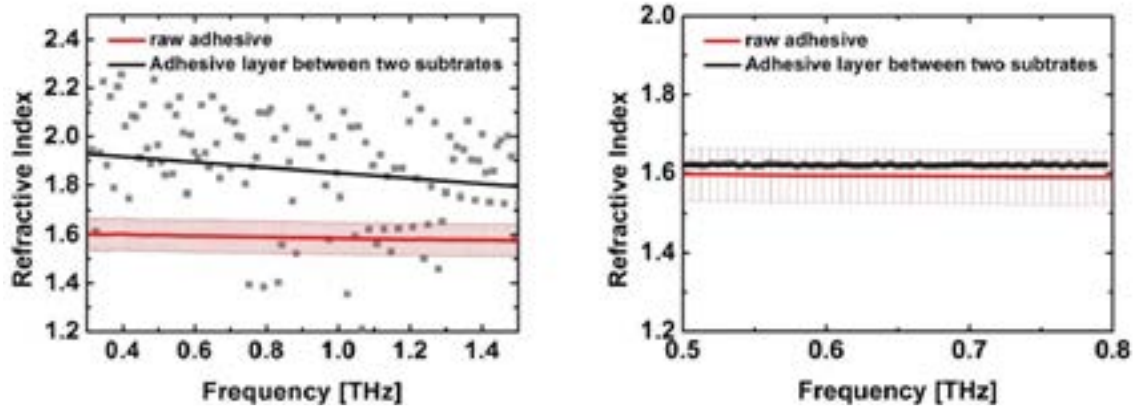 2.4
2.2
2.0
1.8
1.6
1.4
1.2
Refractive Index
raw adhesive
Adhesive layer between two subtrates
0.4 0.6 0.8 1.0 1.2 1.4
Frequency [THz]
2.0
1.8
1.6
1.4
1.2
Refractive Index
raw adhesive
Adhesive layer between two subtrates
0.5 0.6 0.7 0.8
Frequency [THz]